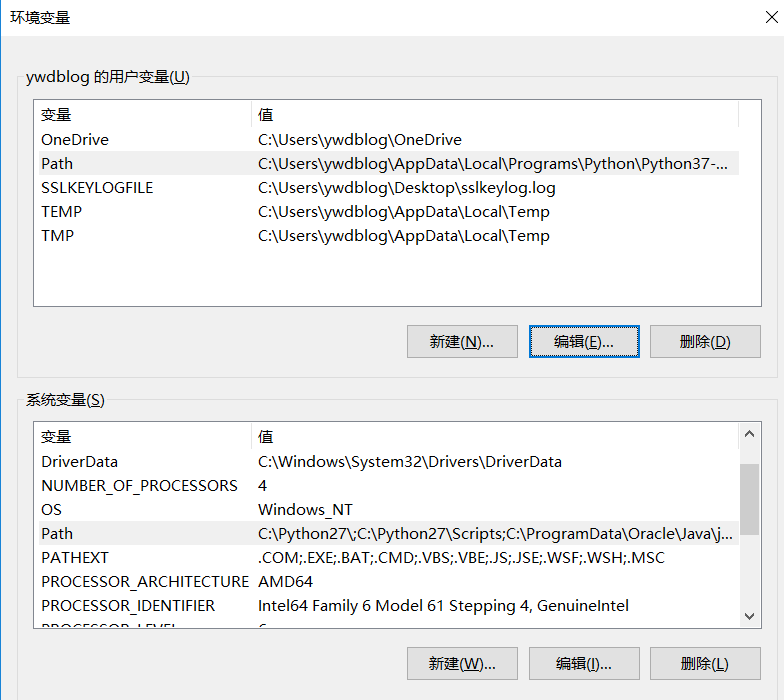 环境变量
ywdblog 的用户变量(U)
变量 值
OneDrive C:\Users\ywdblog\OneDrive
Path C:\Users\ywdblog\AppData\Local\Programs\Python\Python37-...
SSLKEYLOGFILE C:\Users\ywdblog\Desktop\sslkeylog.log
TEMP C:\Users\ywdblog\AppData\Local\Temp
TMP C:\Users\ywdblog\AppData\Local\Temp
新建(N)... 编辑(E)... 删除(D)
系统变量(S)
变量 值
DriverData C:\Windows\System32\Drivers\DriverData
NUMBER_OF_PROCESSORS 4
OS Windows_NT
Path C:\Python27\;C:\Python27\Scripts;C:\ProgramData\Oracle\Java\j...
PATHEXT .COM;.EXE;.BAT;.CMD;.VBS;.VBE;.JS;.JSE;.WSF;.WSH;.MSC
PROCESSOR_ARCHITECTURE AMD64
PROCESSOR_IDENTIFIER Intel64 Family 6 Model 61 Stepping 4, GenuineIntel
新建(W)... 编辑(I)... 删除(L)